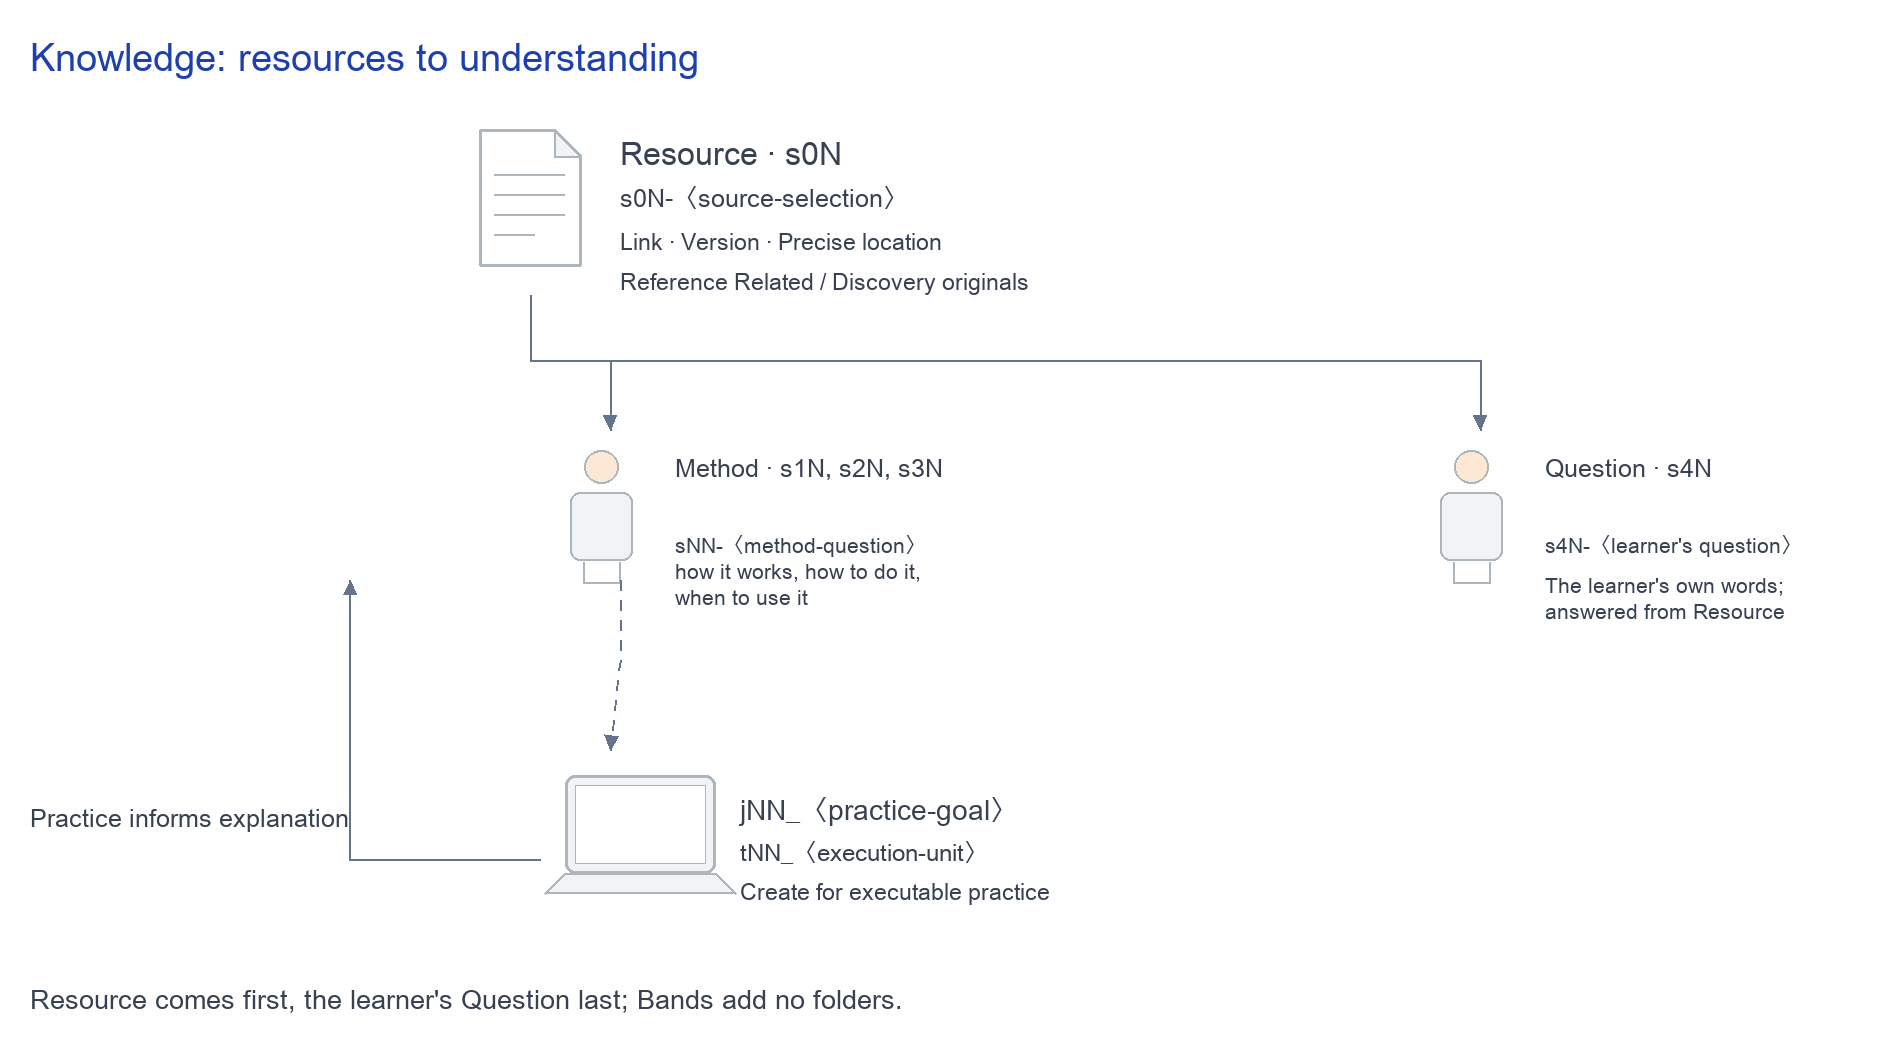 Knowledge: resources to understanding
Resource · s0N
s0N-〈source-selection〉
Link · Version · Precise location
Reference Related / Discovery originals
Method · s1N, s2N, s3N
sNN-〈method-question〉
how it works, how to do it,
when to use it
Question · s4N
s4N-〈learner's question〉
The learner's own words;
answered from Resource
Practice informs explanation
jNN_〈practice-goal〉
tNN_〈execution-unit〉
Create for executable practice
Resource comes first, the learner's Question last; Bands add no folders.